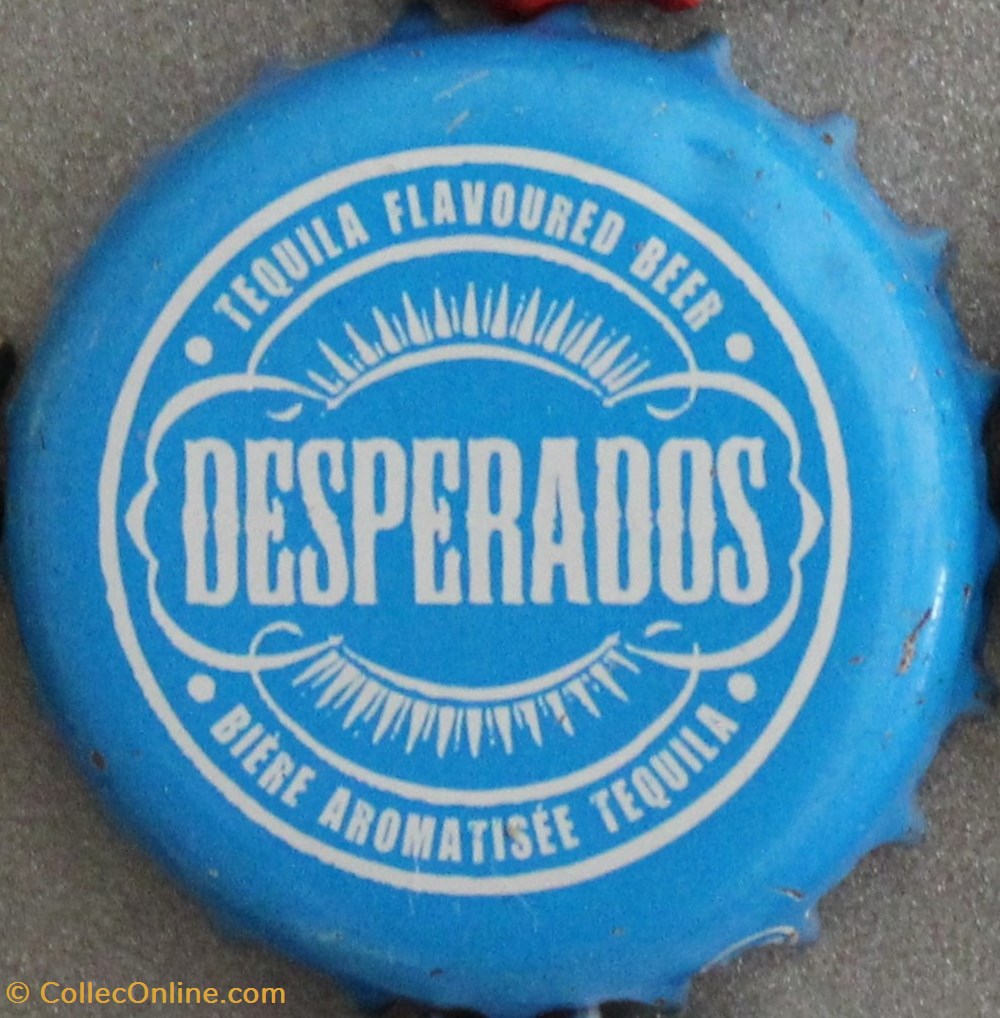 TEQUILA FLAVOURED BEER
DESPERADOS
BIÈRE AROMATISÉE TEQUILA
© CollecOnline.com